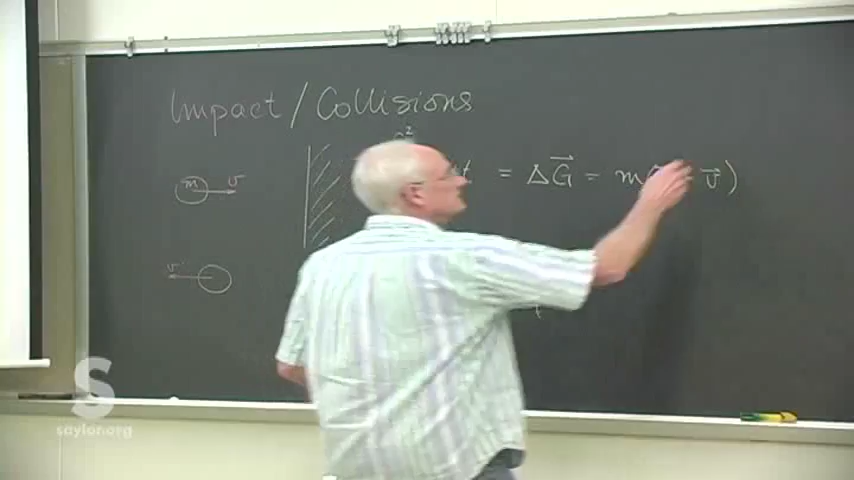 Impact / Collisions
m v
t = ΔG⃗ = m( v⃗ )
v
S
saylor.org